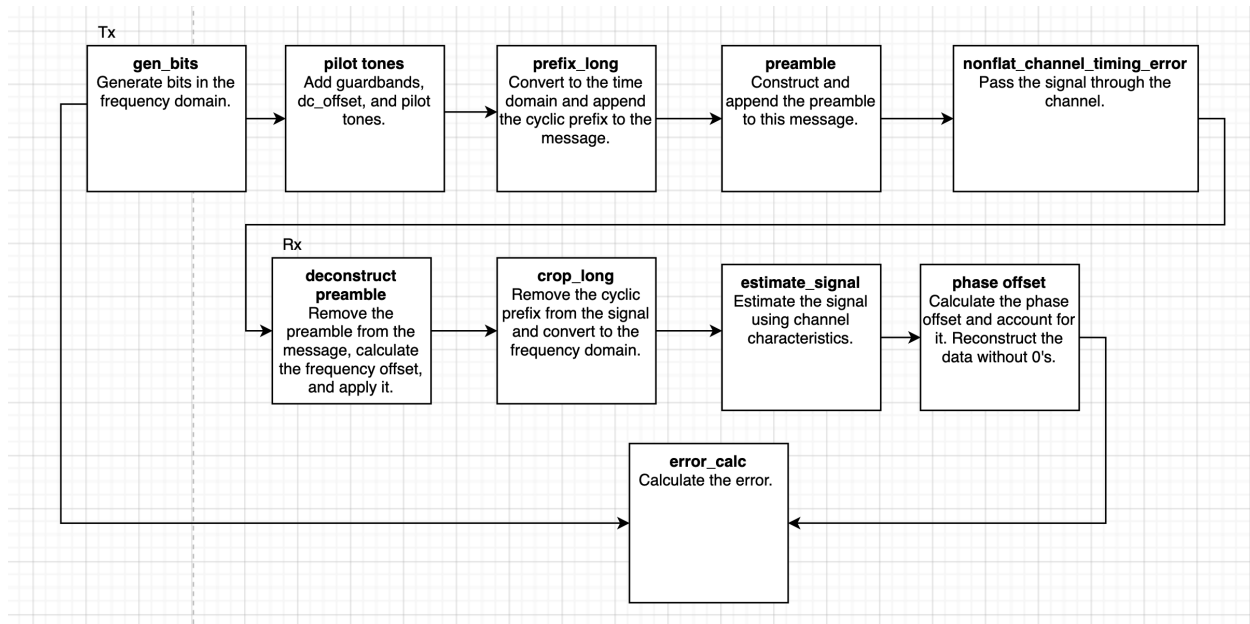 Tx
gen_bits
Generate bits in the
frequency domain.
pilot tones
Add guardbands,
dc_offset, and pilot
tones.
prefix_long
Convert to the time
domain and append
the cyclic prefix to the
message.
preamble
Construct and
append the preamble
to this message.
nonflat_channel_timing_error
Pass the signal through the
channel.
Rx
deconstruct
preamble
Remove the
preamble from the
message, calculate
the frequency offset,
and apply it.
crop_long
Remove the cyclic
prefix from the signal
and convert to the
frequency domain.
estimate_signal
Estimate the signal
using channel
characteristics.
phase offset
Calculate the phase
offset and account for
it. Reconstruct the
data without 0's.
error_calc
Calculate the error.